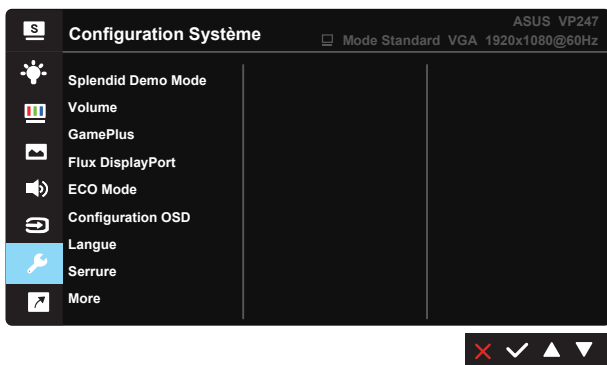 S
Configuration Système
ASUS VP247
Mode Standard VGA 1920x1080@60Hz
Splendid Demo Mode
Volume
GamePlus
Flux DisplayPort
ECO Mode
Configuration OSD
Langue
Serrure
More